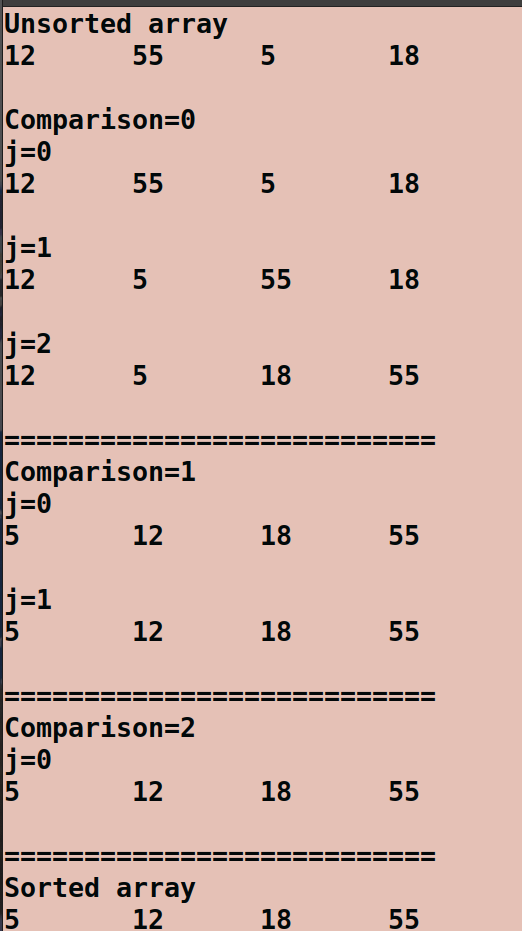 Unsorted array
12 55 5 18
Comparison=0
j=0
12 55 5 18
j=1
12 5 55 18
j=2
12 5 18 55
===========================
Comparison=1
j=0
5 12 18 55
j=1
5 12 18 55
===========================
Comparison=2
j=0
5 12 18 55
===========================
Sorted array
5 12 18 55